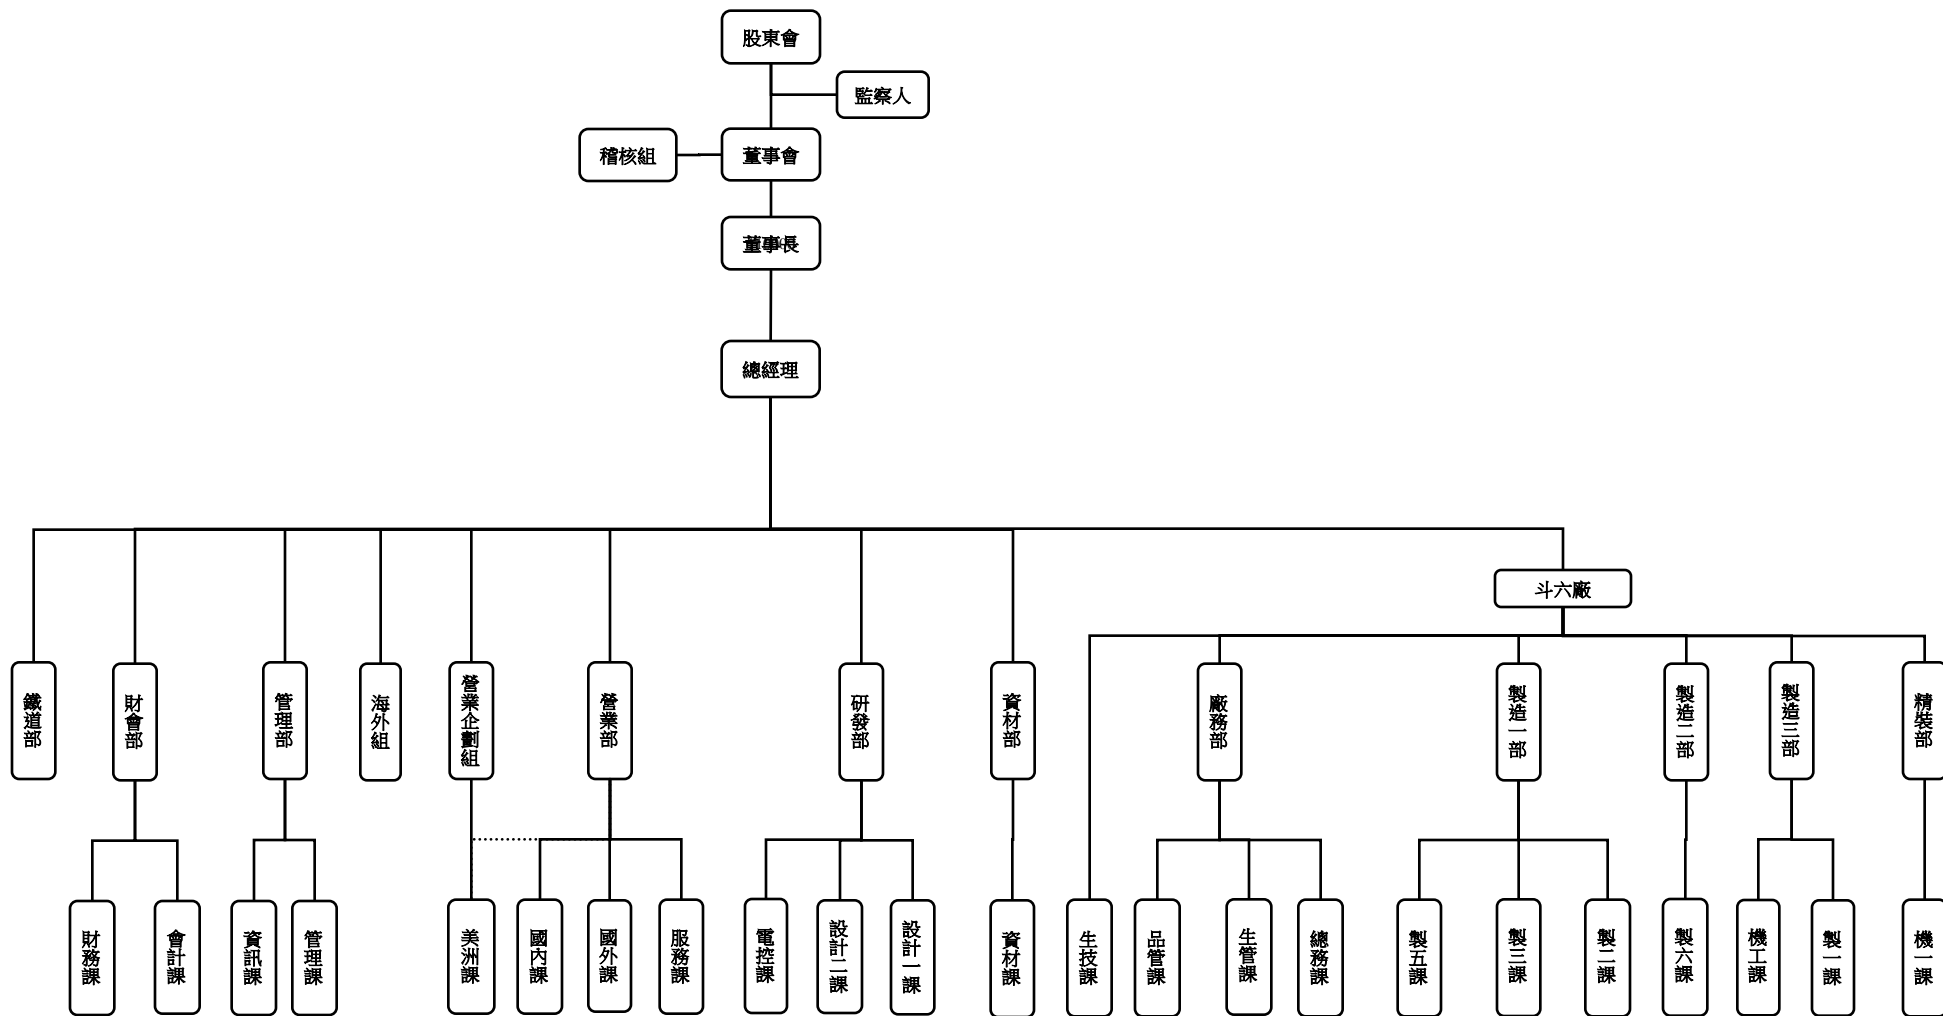 股東會
監察人
稽核組
董事會
董事長
總經理
斗六廠
鐵道部
財會部
管理部
海外組
營業企劃組
營業部
研發部
資材部
廠務部
製造一部
製造二部
製造三部
精裝部
財務課
會計課
資訊課
管理課
美洲課
國內課
國外課
服務課
電控課
設計二課
設計一課
資材課
生技課
品管課
生管課
總務課
製五課
製三課
製二課
製六課
機工課
製一課
機一課